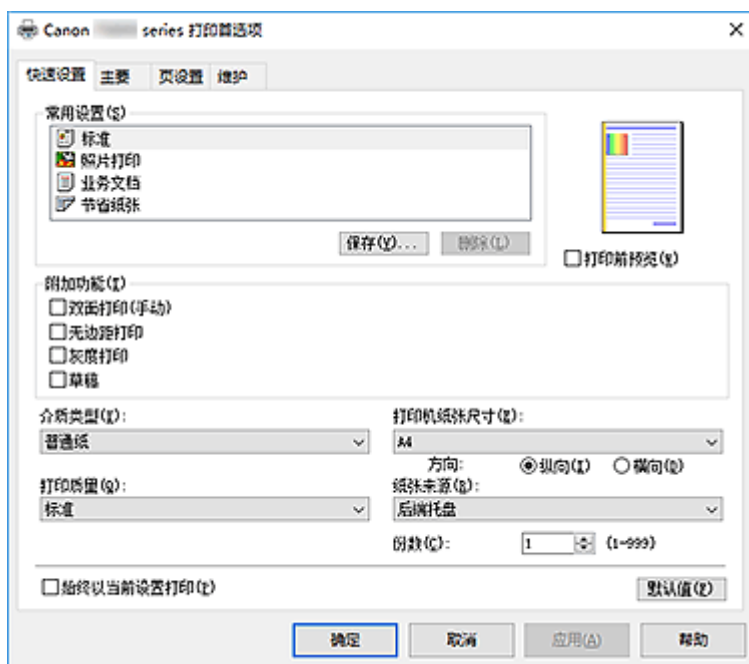 Canon series 打印首选项
快速设置 主要 页设置 维护
常用设置(S)
标准
照片打印
业务文档
节省纸张
保存(V)... 删除(L)
打印前预览(W)
附加功能(I)
双面打印(手动)
无边距打印
灰度打印
草稿
介质类型(X): 打印机纸张尺寸(Z):
普通纸 A4
方向: 纵向(I) 横向(D)
打印质量(Q): 纸张来源(B):
标准 后端托盘
份数(C): 1 (1-999)
始终以当前设置打印(T) 默认值(F)
确定 取消 应用(A) 帮助